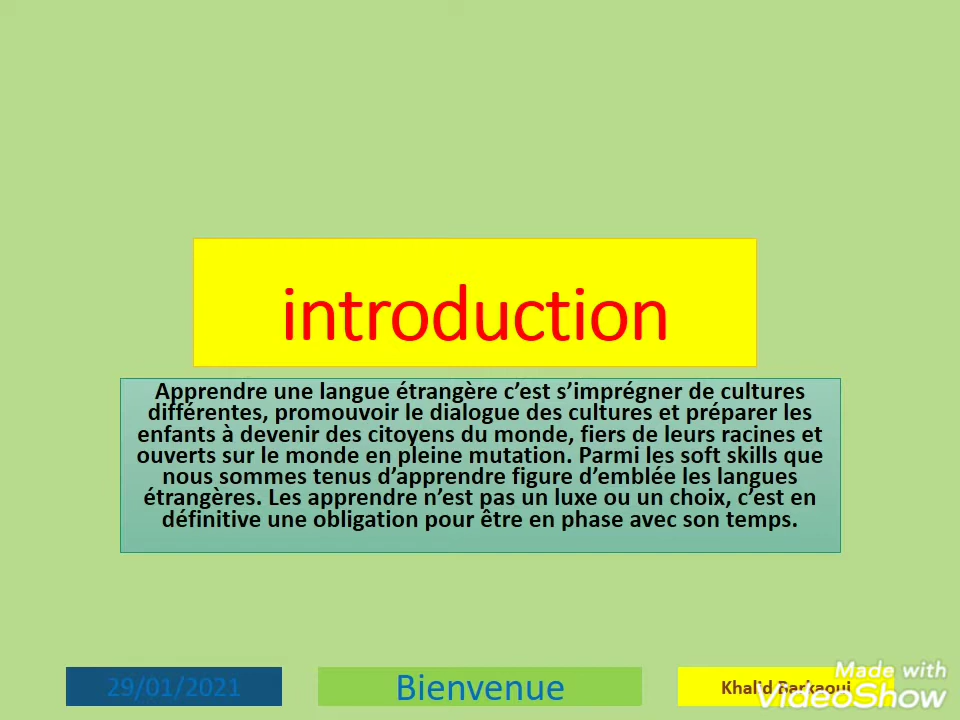 introduction
Apprendre une langue étrangère c’est s’imprégner de cultures
différentes, promouvoir le dialogue des cultures et préparer les
enfants à devenir des citoyens du monde, fiers de leurs racines et
ouverts sur le monde en pleine mutation. Parmi les soft skills que
nous sommes tenus d’apprendre figure d’emblée les langues
étrangères. Les apprendre n’est pas un luxe ou un choix, c’est en
définitive une obligation pour être en phase avec son temps.
29/01/2021
Bienvenue
Khalid Barkaoui
Made with
VideoShow